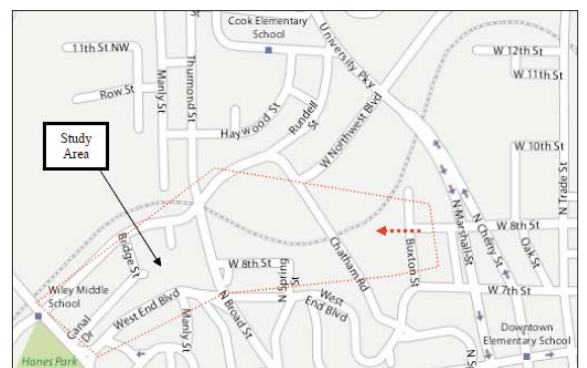 St
Cook Elementary
School
University Pky
11th St NW
W 12th St
W 11th St
Manly St
Thurmond St
Row St
Haywood St
Rundell
St
W Northwest Blvd
Study
Area
W 10th St
N Trade St
Bridge St
N Marshall St
N Cherry St
Oak St
W 8th St
Buxton St
Chatham Rd
W 8th St
N Spring
St
W 7th St
Wiley Middle
School
West End Blvd
N Broad St
West
End Blvd
Canal
Dr
Manly St
Downtown
Elementary School
N St
Hanes Park